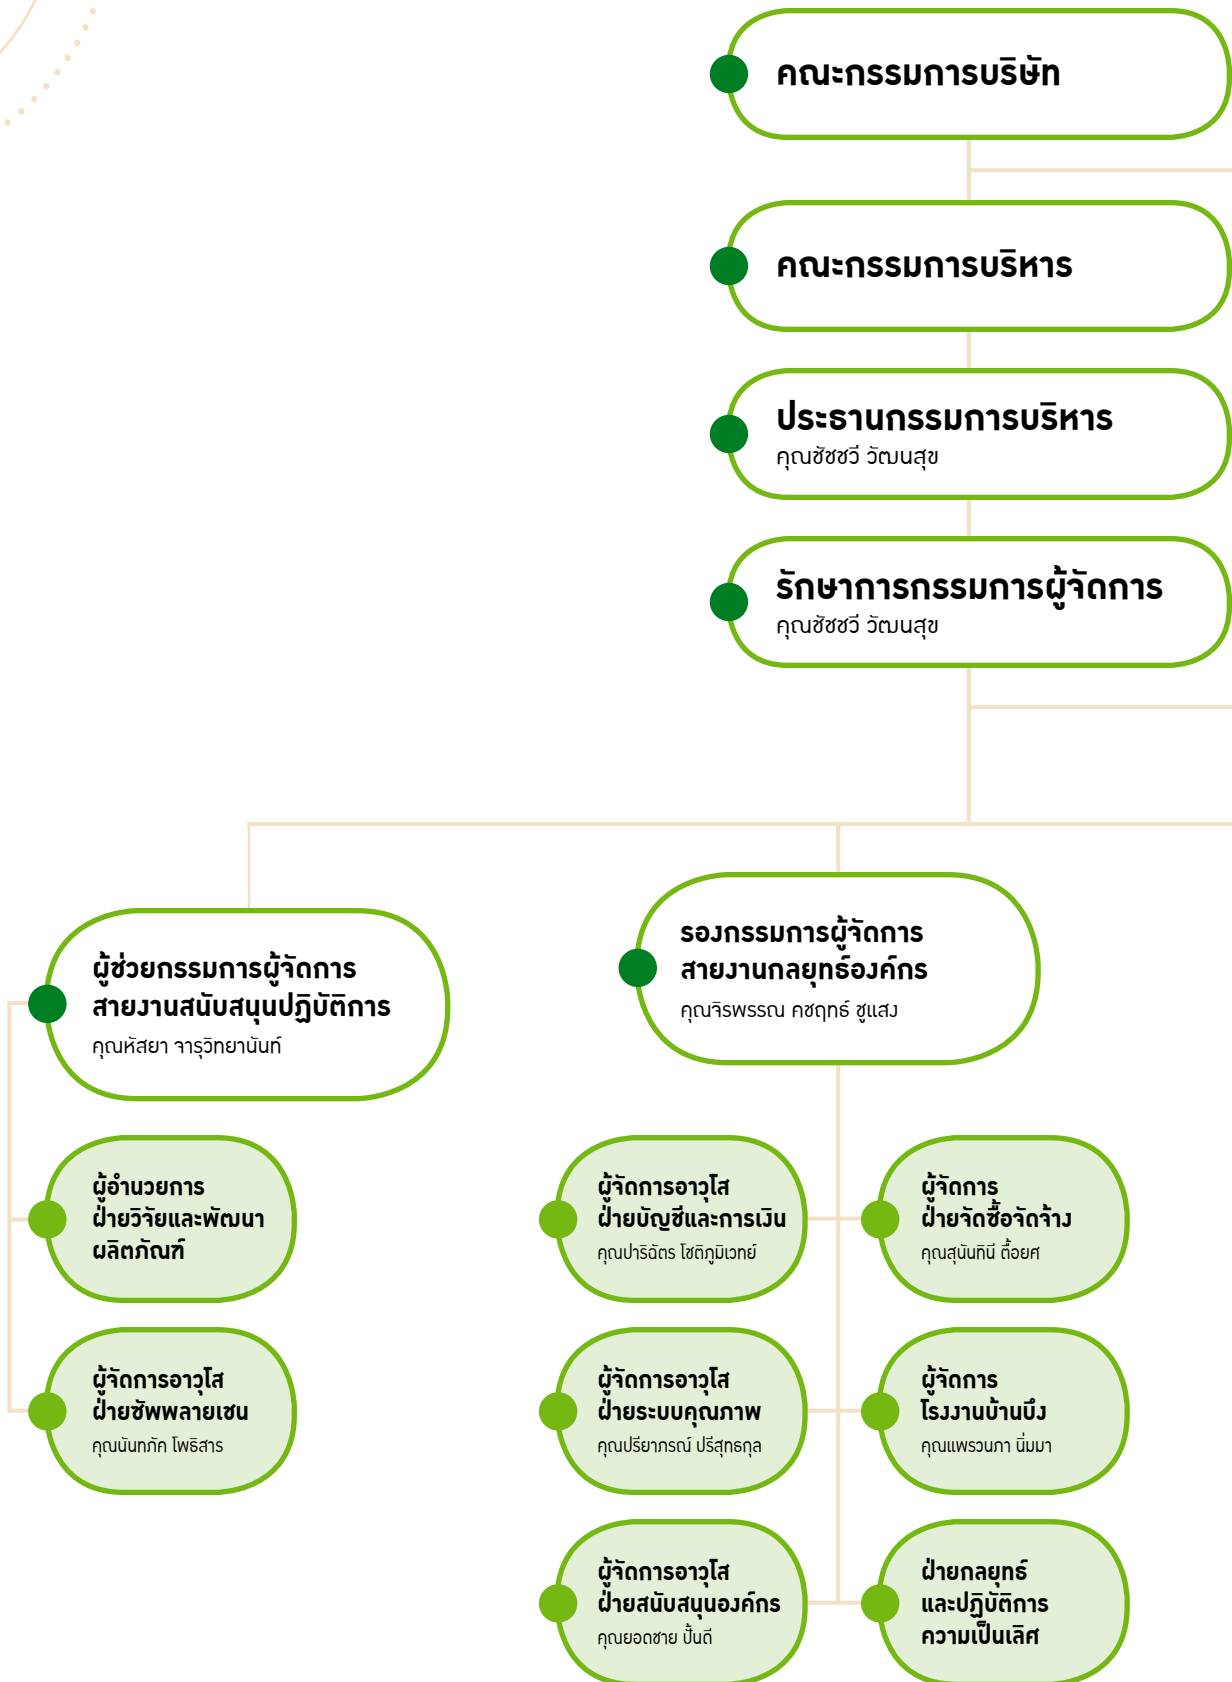 คณะกรรมการบริษัท
คณะกรรมการบริหาร
ประธานกรรมการบริหาร
คุณชัชชวี วัฒนสุข
รักษาการกรรมการผู้จัดการ
คุณชัชชวี วัฒนสุข
ผู้ช่วยกรรมการผู้จัดการ
สายงานสนับสนุนปฏิบัติการ
คุณหัสยา จารุวิทยานันท์
ผู้อำนวยการ
ฝ่ายวิจัยและพัฒนา
ผลิตภัณฑ์
ผู้จัดการอาวุโส
ฝ่ายซัพพลายเชน
คุณนันทภัค โพธิสาร
รองกรรมการผู้จัดการ
สายงานกลยุทธ์องค์กร
คุณจิรพรรณ คชฤทธ์ ชูแสง
ผู้จัดการอาวุโส
ฝ่ายบัญชีและการเงิน
คุณปาริฉัตร โชติภูมิเวทย์
ผู้จัดการ
ฝ่ายจัดซื้อจัดจ้าง
คุณสุนันทินี ตื้อยศ
ผู้จัดการอาวุโส
ฝ่ายระบบคุณภาพ
คุณปรียาภรณ์ ปรีสุทธกุล
ผู้จัดการ
โรงงานบ้านบึง
คุณแพรวนภา นิ่มมา
ผู้จัดการอาวุโส
ฝ่ายสนับสนุนองค์กร
คุณยอดชาย ปั้นดี
ฝ่ายกลยุทธ์
และปฏิบัติการ
ความเป็นเลิศ